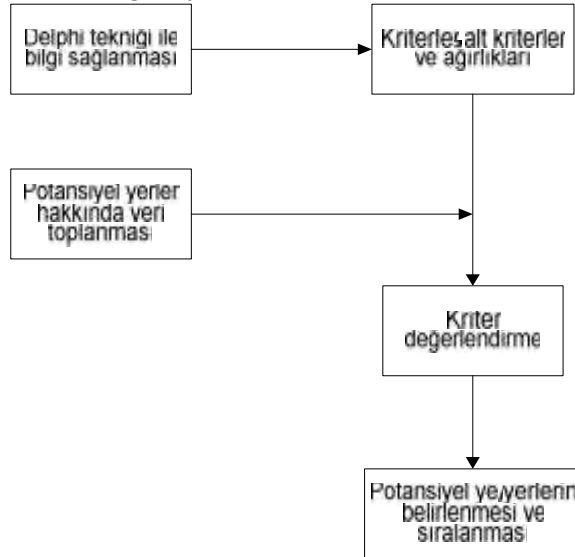 Delphi tekniği ile
bilgi sağlanması
Kriterler, alt kriterler
ve ağırlıkları
Potansiyel yerler
hakkında veri
toplanması
Kriter
değerlendirme
Potansiyel yer/yerlerin
belirlenmesi ve
sıralanması